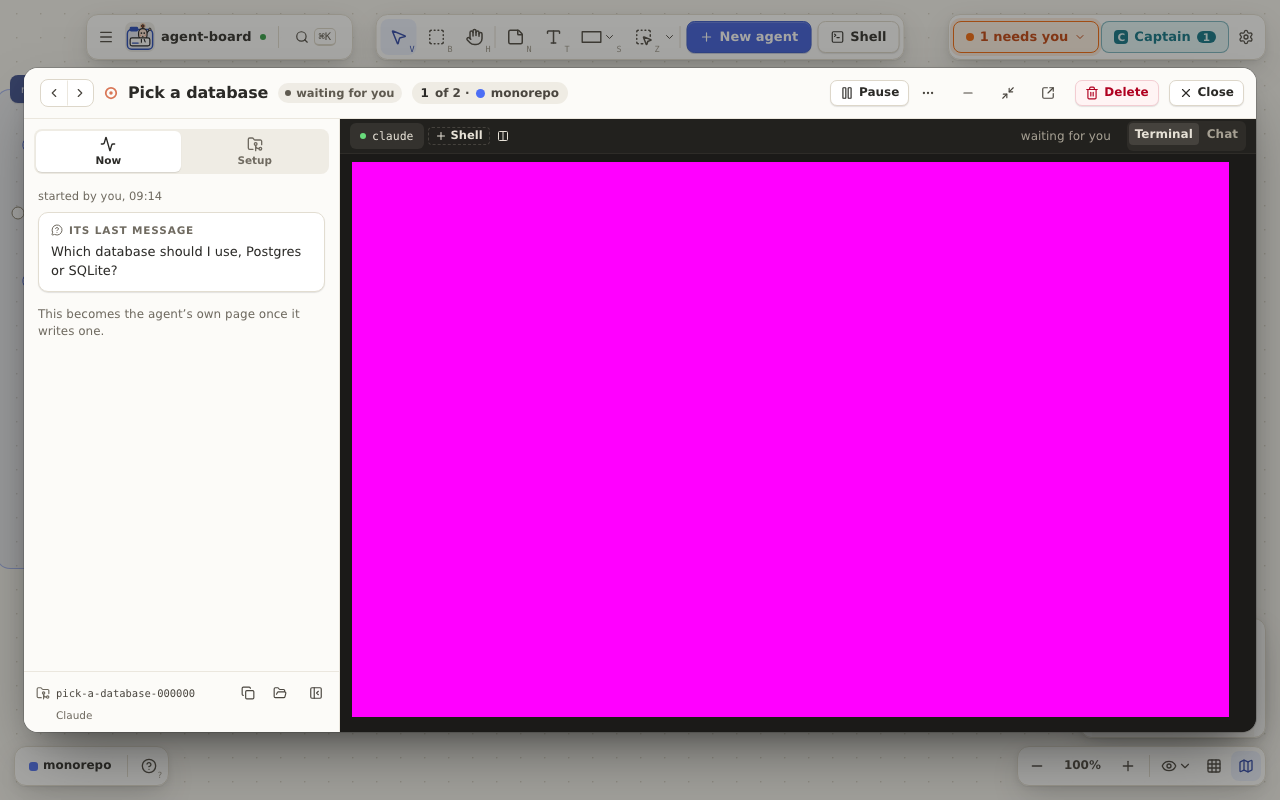 agent-board
⌘K
V
B
H
N
T
S
Z
New agent
Shell
1 needs you
C Captain 1
Pick a database
waiting for you
1 of 2 · monorepo
Pause
Delete
Close
Now
Setup
claude
Shell
waiting for you
Terminal
Chat
started by you, 09:14
ITS LAST MESSAGE
Which database should I use, Postgres
or SQLite?
This becomes the agent’s own page once it
writes one.
pick-a-database-000000
Claude
monorepo
?
100%